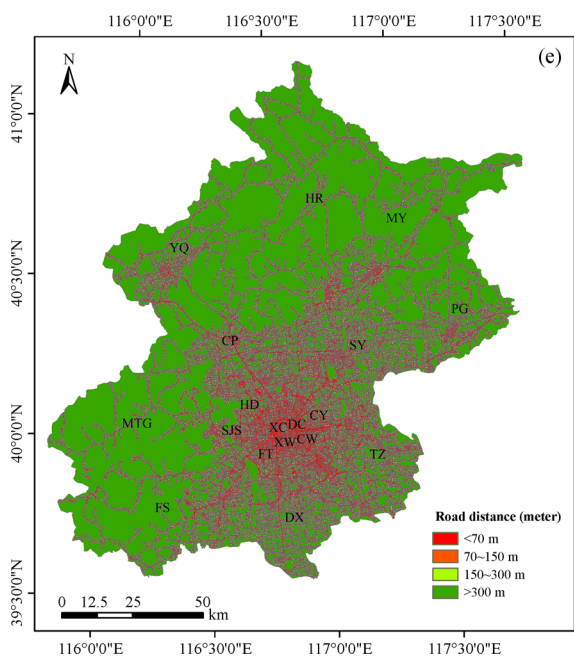 116°0'0"E 116°30'0"E 117°0'0"E 117°30'0"E
(e)
N
41°0'0"N
HR
MY
YQ
40°30'0"N
PG
CP
SY
HD
CY
MTG
XC DC
SJS
40°0'0"N
XW CW
FT
TZ
FS
DX
Road distance (meter)
<70 m
70~150 m
150~300 m
>300 m
39°30'0"N
0 12.5 25 50
km
116°0'0"E 116°30'0"E 117°0'0"E 117°30'0"E